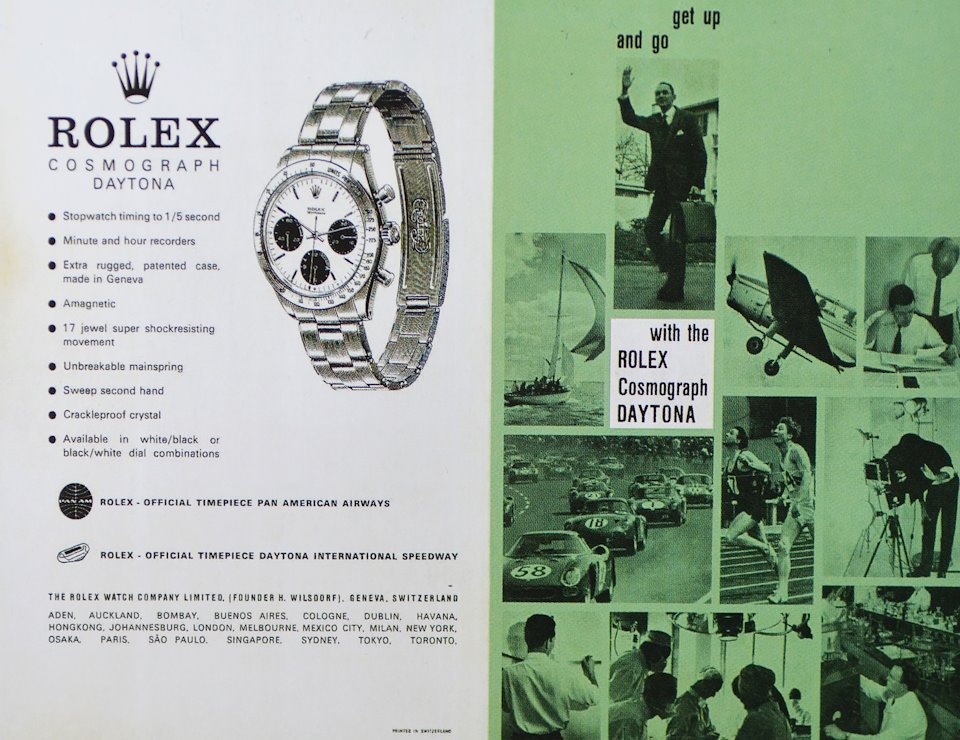 ROLEX
COSMOGRAPH
DAYTONA
Stopwatch timing to 1/5 second
Minute and hour recorders
Extra rugged, patented case,
made in Geneva
Amagnetic
17 jewel super shockresisting
movement
Unbreakable mainspring
Sweep second hand
Crackleproof crystal
Available in white/black or
black/white dial combinations
PAN AM
ROLEX - OFFICIAL TIMEPIECE PAN AMERICAN AIRWAYS
ROLEX - OFFICIAL TIMEPIECE DAYTONA INTERNATIONAL SPEEDWAY
THE ROLEX WATCH COMPANY LIMITED, (FOUNDER H. WILSDORF), GENEVA, SWITZERLAND
ADEN, AUCKLAND, BOMBAY, BUENOS AIRES, COLOGNE, DUBLIN, HAVANA,
HONGKONG, JOHANNESBURG, LONDON, MELBOURNE, MEXICO CITY, MILAN, NEW YORK,
OSAKA, PARIS, SÃO PAULO, SINGAPORE, SYDNEY, TOKYO, TORONTO.
PRINTED IN SWITZERLAND
ROLEX
get up
and go
with the
ROLEX
Cosmograph
DAYTONA
18
58